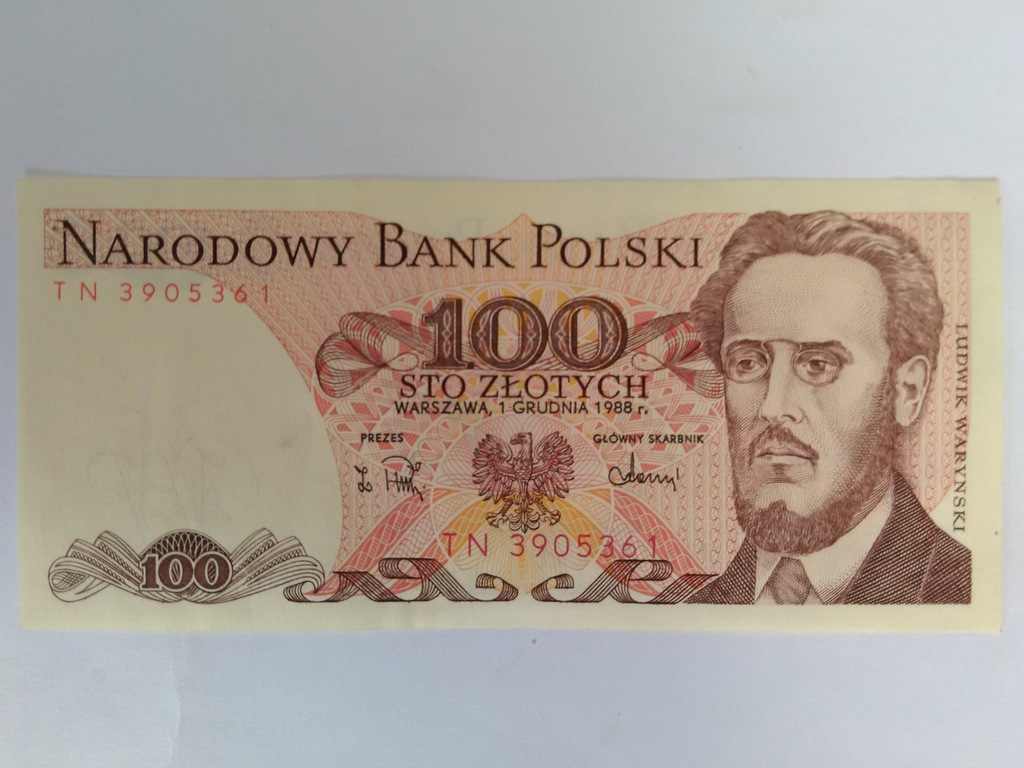 NARODOWY BANK POLSKI
TN 3905361
100
STO ZŁOTYCH
WARSZAWA, 1 GRUDNIA 1988 r.
PREZES
GŁÓWNY SKARBNIK
TN 3905361
100
LUDWIK WARYŃSKI